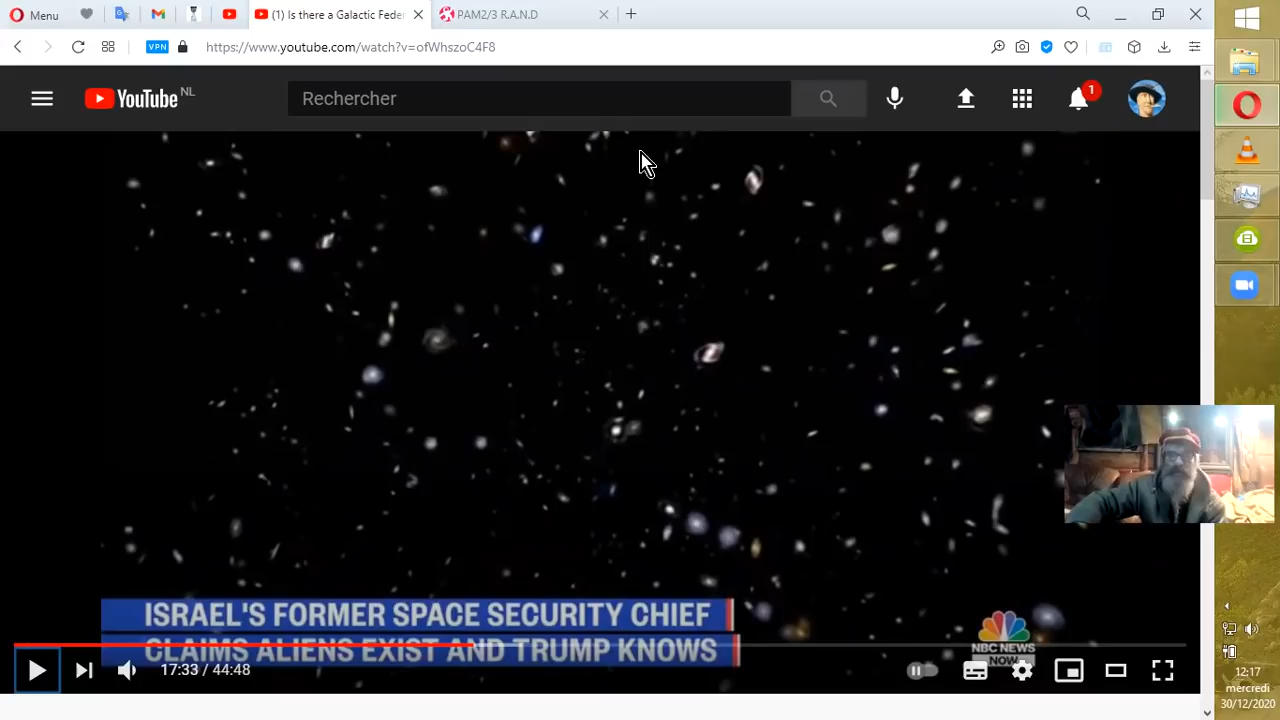 Menu
(1) Is there a Galactic Feder
PAM2/3 R.A.N.D
VPN
https://www.youtube.com/watch?v=ofWhszoC4F8
YouTube NL
Rechercher
1
ISRAEL'S FORMER SPACE SECURITY CHIEF
CLAIMS ALIENS EXIST AND TRUMP KNOWS
NBC NEWS
NOW
17:33 / 44:48
12:17
mercredi
30/12/2020